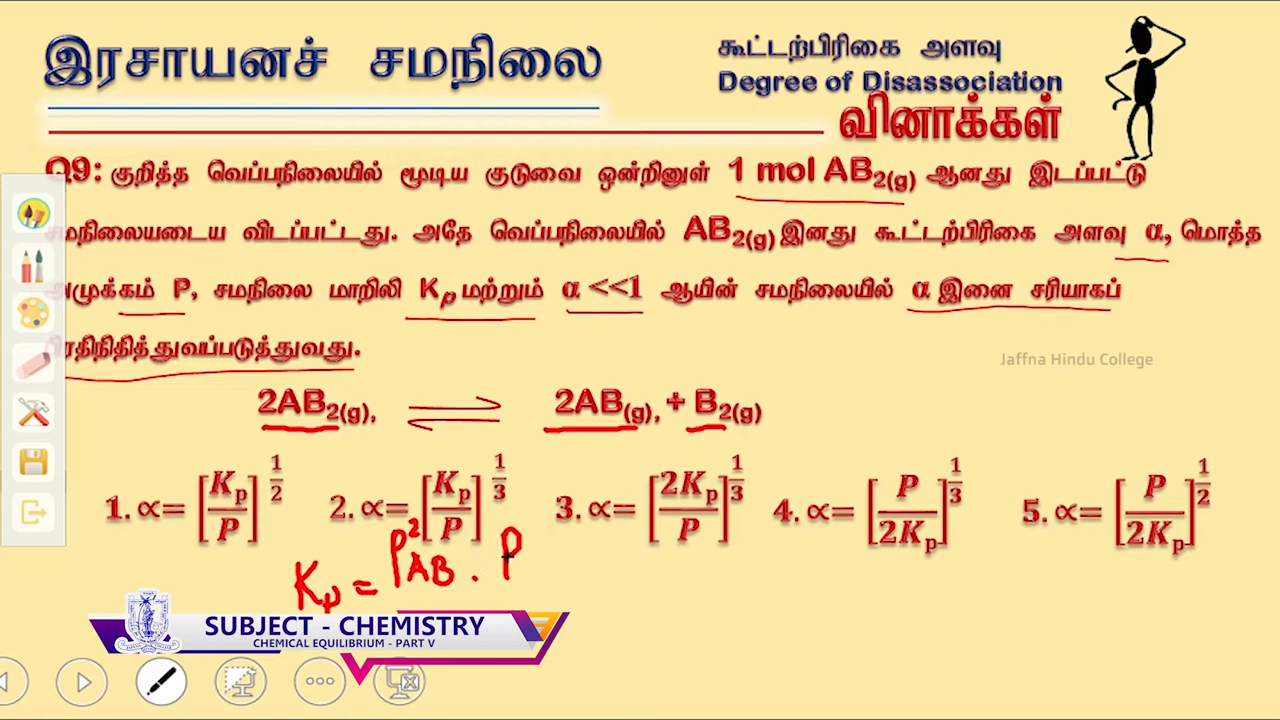 இரசாயனச் சமநிலை
கூட்டற்பிரிகை அளவு
Degree of Disassociation
வினாக்கள்
Q9: குறித்த வெப்பநிலையில் மூடிய குடுவை ஒன்றினுள் 1 mol AB2(g) ஆனது இடப்பட்டு
சமநிலையடைய விடப்பட்டது. அதே வெப்பநிலையில் AB2(g) இனது கூட்டற்பிரிகை அளவு α, மொத்த
அமுக்கம் P, சமநிலை மாறிலி Kp மற்றும் α <<1 ஆயின் சமநிலையில் α இனை சரியாகப்
பிரதிநிதித்துவப்படுத்துவது.
Jaffna Hindu College
2AB2(g), ⇌ 2AB(g), + B2(g)
1. ∝= [Kp/P]^1/2 2. ∝= [Kp/P]^1/3 3. ∝= [2Kp/P]^1/3 4. ∝= [P/2Kp]^1/3 5. ∝= [P/2Kp]^1/2
Kp = P²AB . P
SUBJECT - CHEMISTRY
CHEMICAL EQUILIBRIUM - PART V